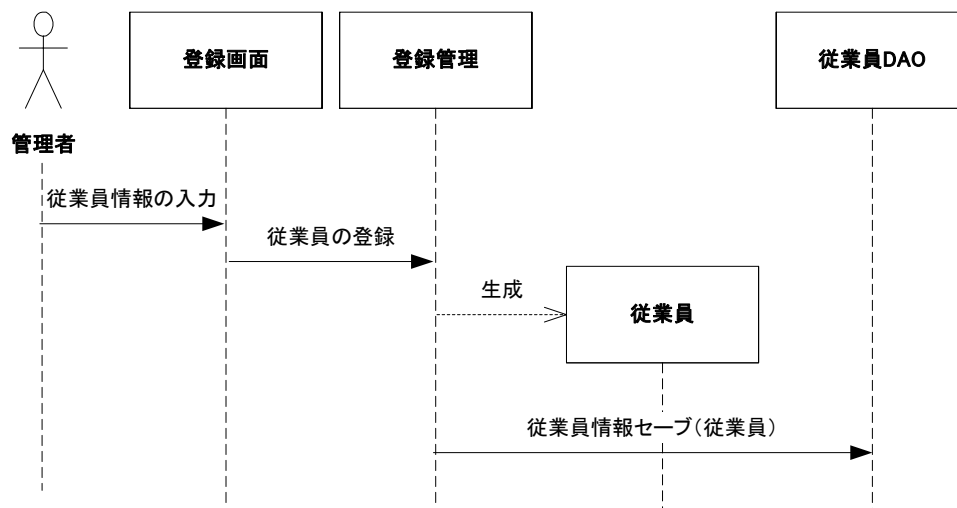 登録画面
登録管理
従業員DAO
管理者
従業員情報の入力
従業員の登録
生成
従業員
従業員情報セーブ（従業員）